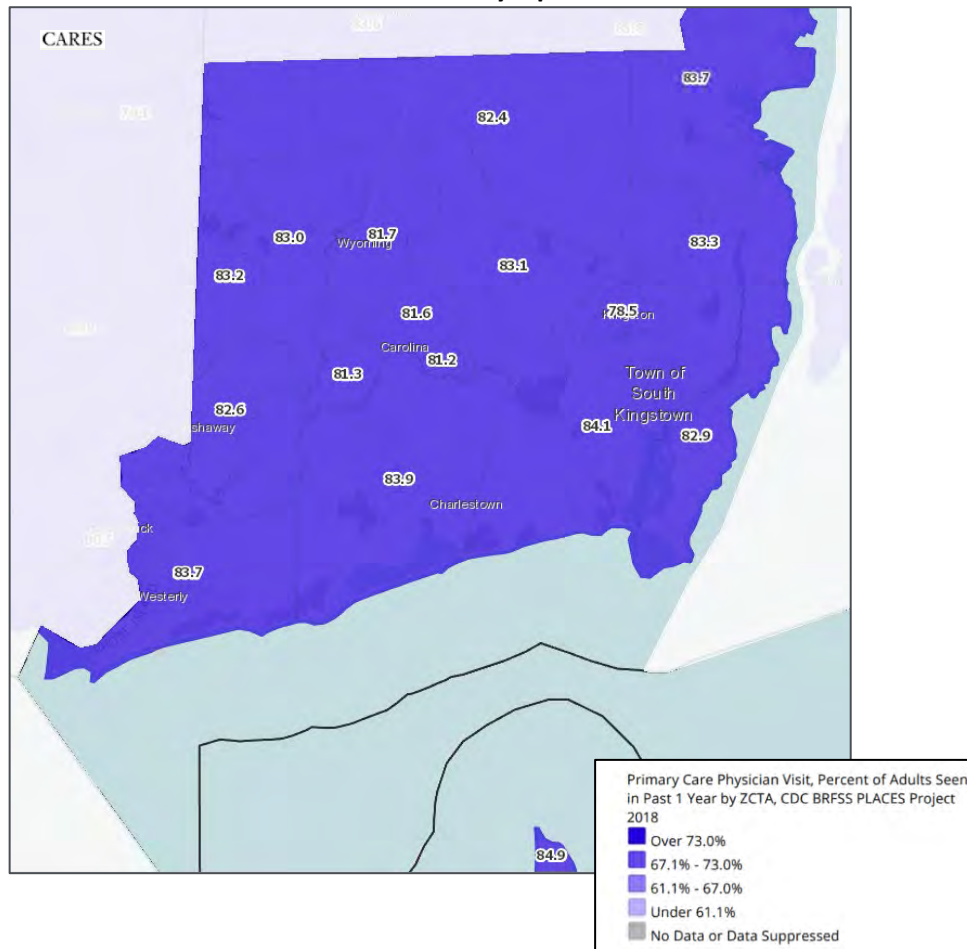 CARES
83.7
82.4
83.0
81.7
Wyoming
83.3
83.1
83.2
81.6
78.5
Kingston
Carolina
81.2
81.3
Town of
South
Kingstown
82.6
shaway
84.1
82.9
83.9
Charlestown
83.7
Westerly
84.9
Primary Care Physician Visit, Percent of Adults Seen
in Past 1 Year by ZCTA, CDC BRFSS PLACES Project
2018
Over 73.0%
67.1% - 73.0%
61.1% - 67.0%
Under 61.1%
No Data or Data Suppressed